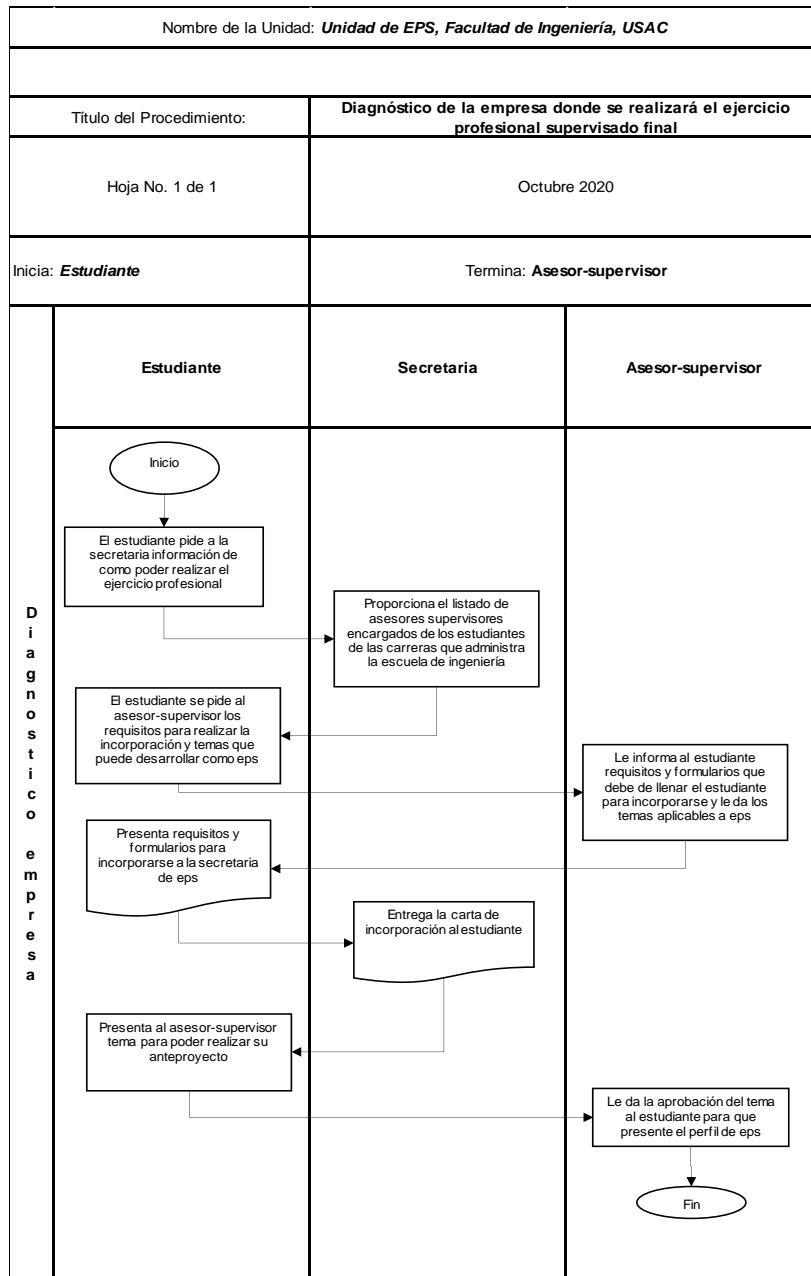 Nombre de la Unidad: Unidad de EPS, Facultad de Ingeniería, USAC
Título del Procedimiento:
Diagnóstico de la empresa donde se realizará el ejercicio
profesional supervisado final
Hoja No. 1 de 1
Octubre 2020
Inicia: Estudiante
Termina: Asesor-supervisor
Estudiante
Secretaria
Asesor-supervisor
Diagnostico empresa
Inicio
El estudiante pide a la
secretaria información de
como poder realizar el
ejercicio profesional
Proporciona el listado de
asesores supervisores
encargados de los estudiantes
de las carreras que administra
la escuela de ingeniería
El estudiante se pide al
asesor-supervisor los
requisitos para realizar la
incorporación y temas que
puede desarrollar como eps
Le informa al estudiante
requisitos y formularios que
debe de llenar el estudiante
para incorporarse y le da los
temas aplicables a eps
Presenta requisitos y
formularios para
incorporarse a la secretaria
de eps
Entrega la carta de
incorporación al estudiante
Presenta al asesor-supervisor
tema para poder realizar su
anteproyecto
Le da la aprobación del tema
al estudiante para que
presente el perfil de eps
Fin